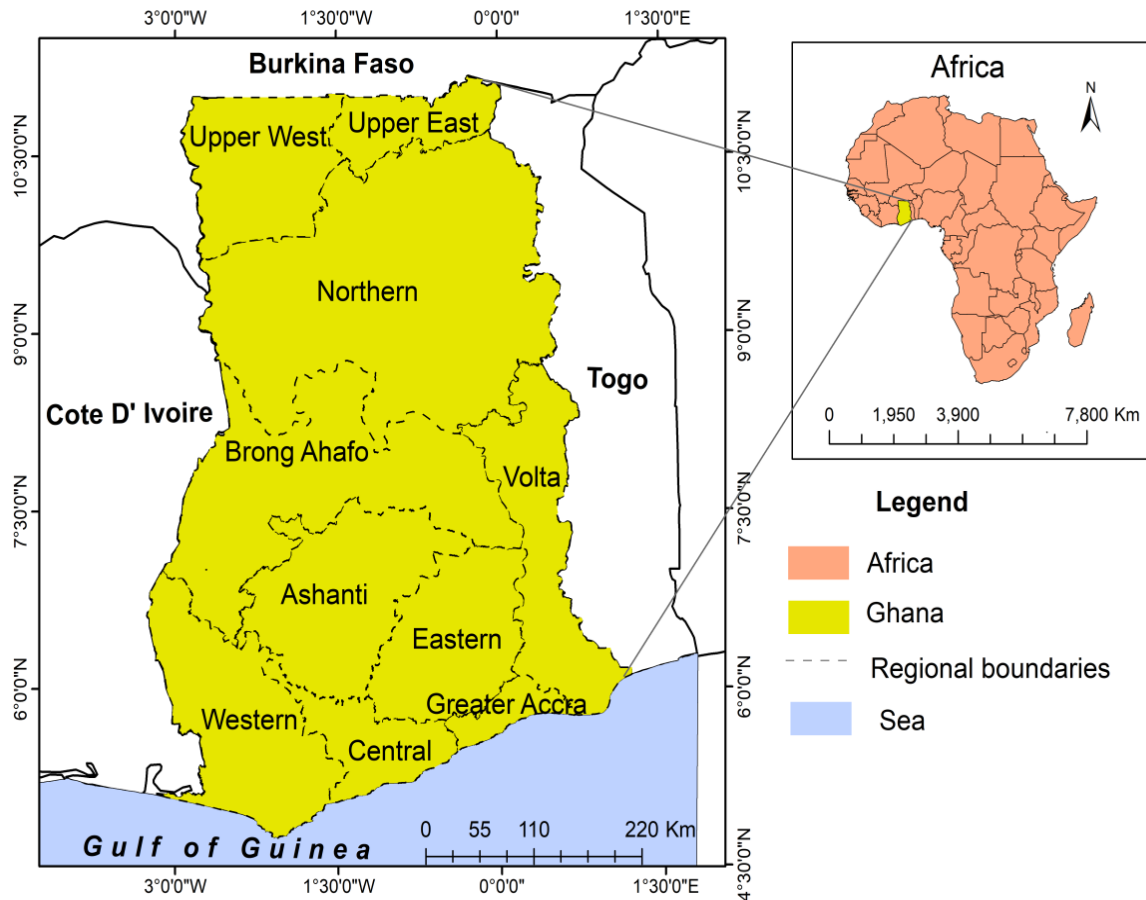 3°0'0"W 1°30'0"W 0°0'0" 1°30'0"E
Burkina Faso
Upper West
Upper East
10°30'0"N
10°30'0"N
Northern
9°0'0"N
9°0'0"N
Togo
Cote D' Ivoire
Brong Ahafo
Volta
7°30'0"N
7°30'0"N
Ashanti
Eastern
6°0'0"N
6°0'0"N
Greater Accra
Western
Central
Gulf of Guinea
0 55 110 220 Km
4°30'0"N
3°0'0"W 1°30'0"W 0°0'0" 1°30'0"E
Africa
N
0 1,950 3,900 7,800 Km
Legend
Africa
Ghana
Regional boundaries
Sea